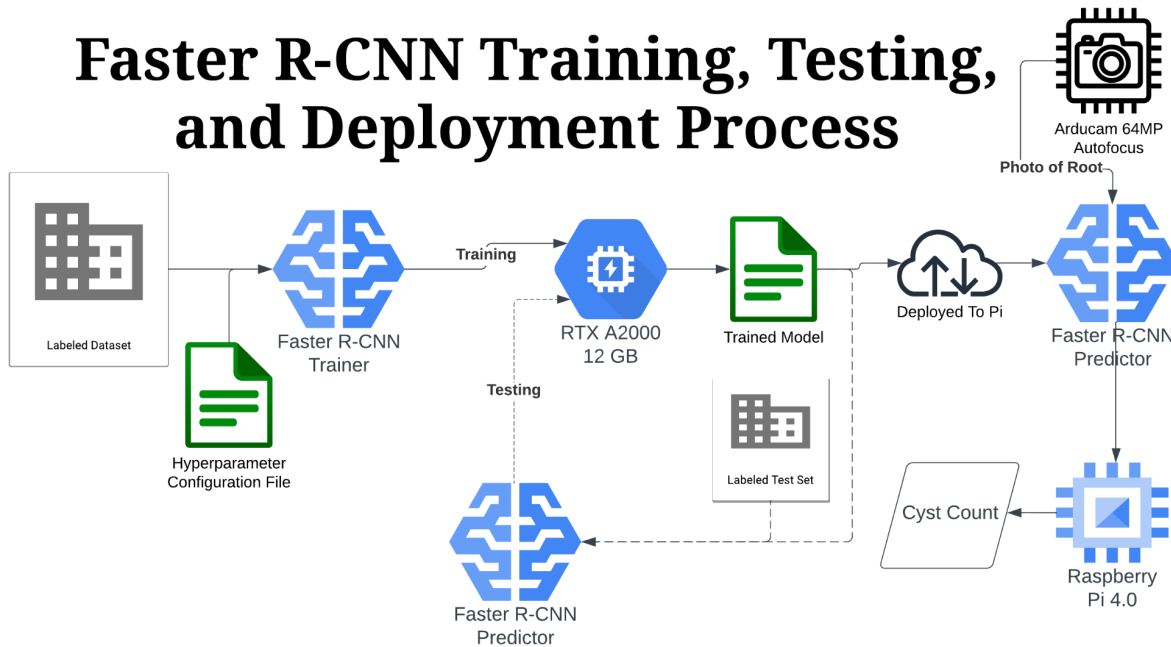 Faster R-CNN Training, Testing,
and Deployment Process
Arducam 64MP
Autofocus
Photo of Root
Labeled Dataset
Hyperparameter
Configuration File
Faster R-CNN
Trainer
Training
RTX A2000
12 GB
Testing
Trained Model
Labeled Test Set
Faster R-CNN
Predictor
Deployed To Pi
Faster R-CNN
Predictor
Cyst Count
Raspberry
Pi 4.0